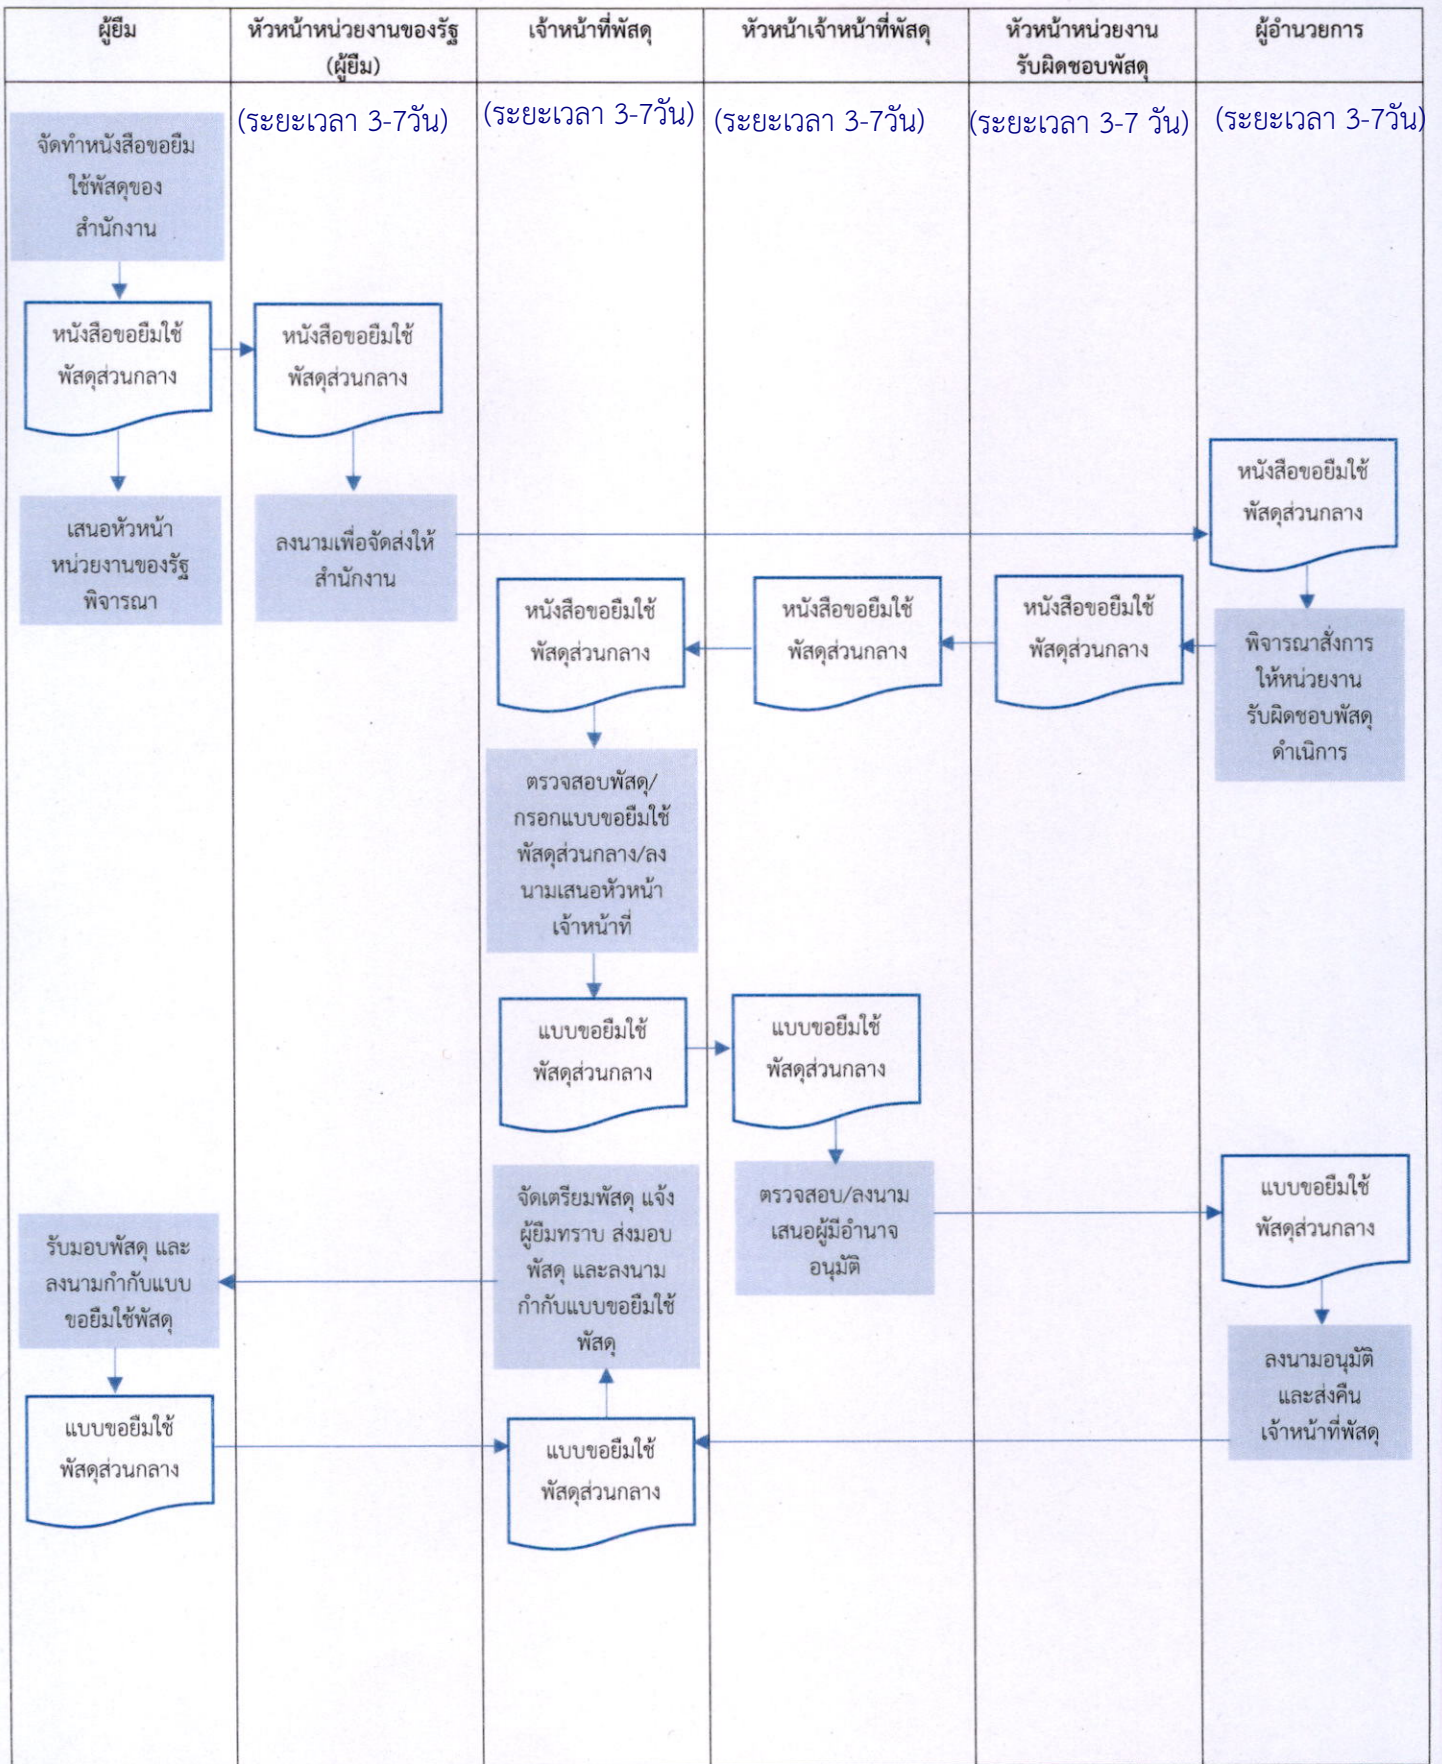 ผู้ยืม
หัวหน้าหน่วยงานของรัฐ
(ผู้ยืม)
เจ้าหน้าที่พัสดุ
หัวหน้าเจ้าหน้าที่พัสดุ
หัวหน้าหน่วยงาน
รับผิดชอบพัสดุ
ผู้อำนวยการ
(ระยะเวลา 3-7วัน)
(ระยะเวลา 3-7วัน)
(ระยะเวลา 3-7วัน)
(ระยะเวลา 3-7 วัน)
(ระยะเวลา 3-7วัน)
จัดทำหนังสือขอยืม
ใช้พัสดุของ
สำนักงาน
หนังสือขอยืมใช้
พัสดุส่วนกลาง
หนังสือขอยืมใช้
พัสดุส่วนกลาง
เสนอหัวหน้า
หน่วยงานของรัฐ
พิจารณา
ลงนามเพื่อจัดส่งให้
สำนักงาน
หนังสือขอยืมใช้
พัสดุส่วนกลาง
พิจารณาสั่งการ
ให้หน่วยงาน
รับผิดชอบพัสดุ
ดำเนิการ
หนังสือขอยืมใช้
พัสดุส่วนกลาง
หนังสือขอยืมใช้
พัสดุส่วนกลาง
หนังสือขอยืมใช้
พัสดุส่วนกลาง
ตรวจสอบพัสดุ/
กรอกแบบขอยืมใช้
พัสดุส่วนกลาง/ลง
นามเสนอหัวหน้า
เจ้าหน้าที่
แบบขอยืมใช้
พัสดุส่วนกลาง
แบบขอยืมใช้
พัสดุส่วนกลาง
ตรวจสอบ/ลงนาม
เสนอผู้มีอำนาจ
อนุมัติ
แบบขอยืมใช้
พัสดุส่วนกลาง
ลงนามอนุมัติ
และส่งคืน
เจ้าหน้าที่พัสดุ
จัดเตรียมพัสดุ แจ้ง
ผู้ยืมทราบ ส่งมอบ
พัสดุ และลงนาม
กำกับแบบขอยืมใช้
พัสดุ
รับมอบพัสดุ และ
ลงนามกำกับแบบ
ขอยืมใช้พัสดุ
แบบขอยืมใช้
พัสดุส่วนกลาง
แบบขอยืมใช้
พัสดุส่วนกลาง